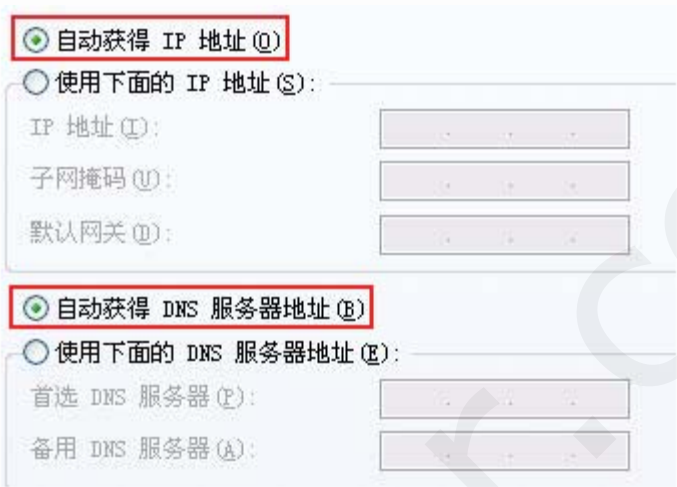 自动获得 IP 地址(O)
使用下面的 IP 地址(S):
IP 地址(I):
子网掩码(U):
默认网关(D):
自动获得 DNS 服务器地址(B)
使用下面的 DNS 服务器地址(E):
首选 DNS 服务器(P):
备用 DNS 服务器(A):